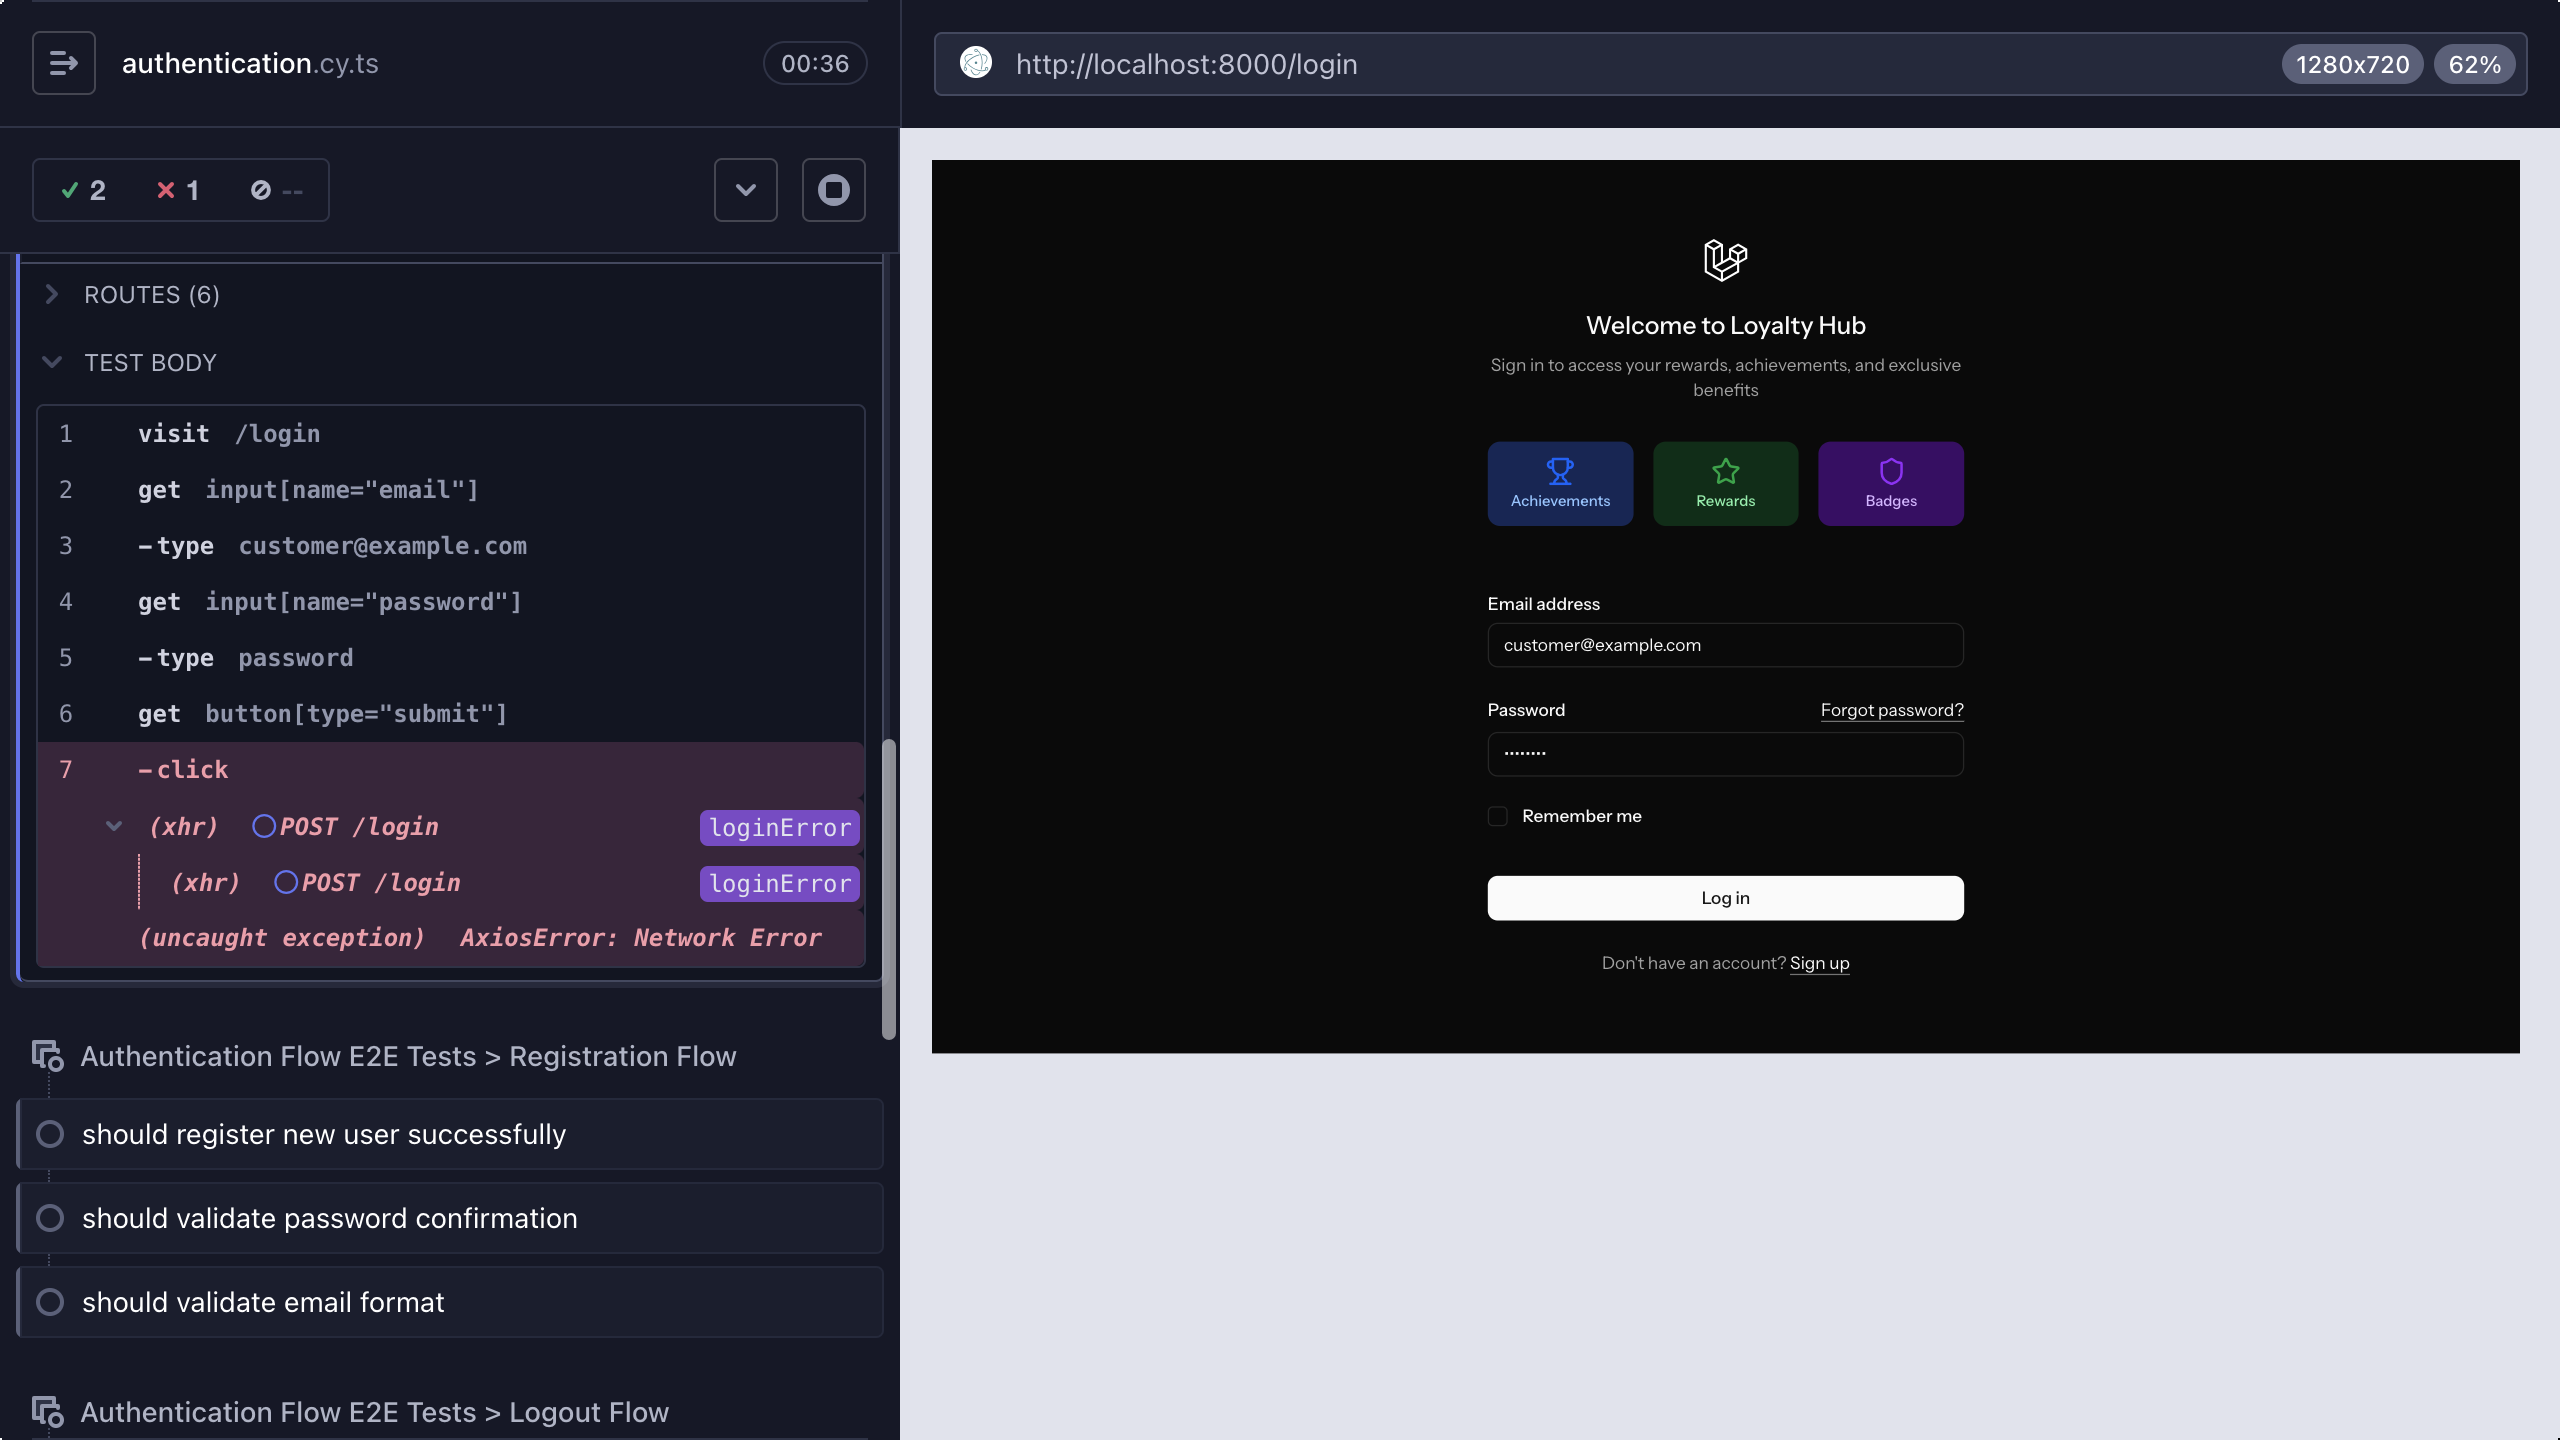 authentication.cy.ts
00:36
2 1 --
ROUTES (6)
TEST BODY
1 visit /login
2 get input[name="email"]
3 -type customer@example.com
4 get input[name="password"]
5 -type password
6 get button[type="submit"]
7 -click
(xhr) POST /login loginError
(xhr) POST /login loginError
(uncaught exception) AxiosError: Network Error
Authentication Flow E2E Tests > Registration Flow
should register new user successfully
should validate password confirmation
should validate email format
Authentication Flow E2E Tests > Logout Flow
http://localhost:8000/login
1280x720 62%
Welcome to Loyalty Hub
Sign in to access your rewards, achievements, and exclusive
benefits
Achievements Rewards Badges
Email address
customer@example.com
Password Forgot password?
••••••••
Remember me
Log in
Don't have an account? Sign up